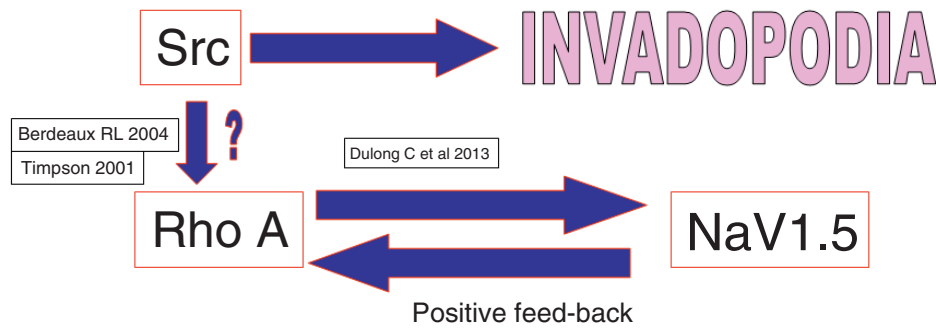 Src
INVADOPODIA
Berdeaux RL 2004
?
Timpson 2001
Dulong C et al 2013
Rho A
NaV1.5
Positive feed-back